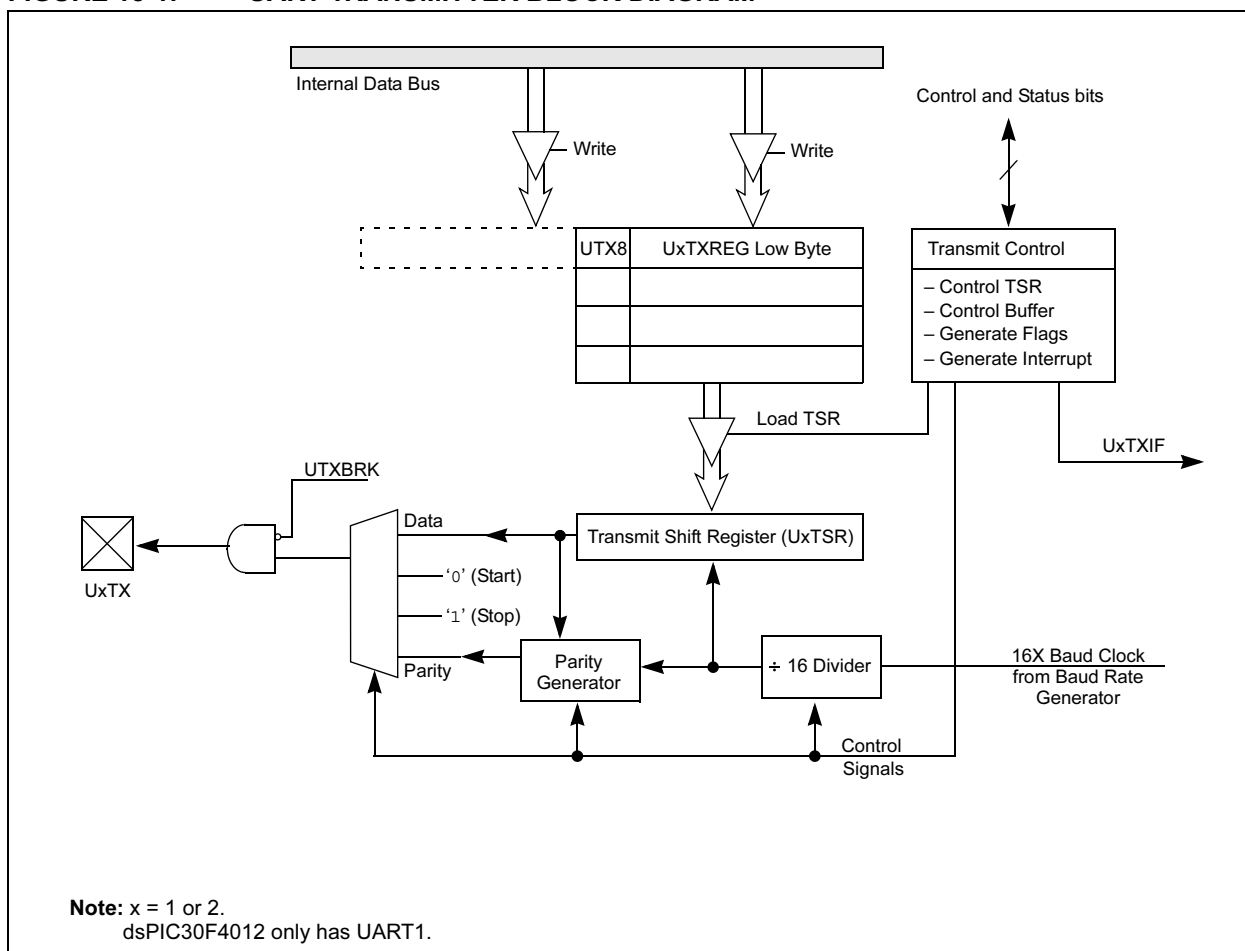 Internal Data Bus
Control and Status bits
Write
Write
UTX8
UxTXREG Low Byte
Transmit Control
– Control TSR
– Control Buffer
– Generate Flags
– Generate Interrupt
Load TSR
UxTXIF
UTXBRK
Data
Transmit Shift Register (UxTSR)
UxTX
‘0’ (Start)
‘1’ (Stop)
Parity
Parity
Generator
÷ 16 Divider
16X Baud Clock
from Baud Rate
Generator
Control
Signals
Note: x = 1 or 2.
dsPIC30F4012 only has UART1.